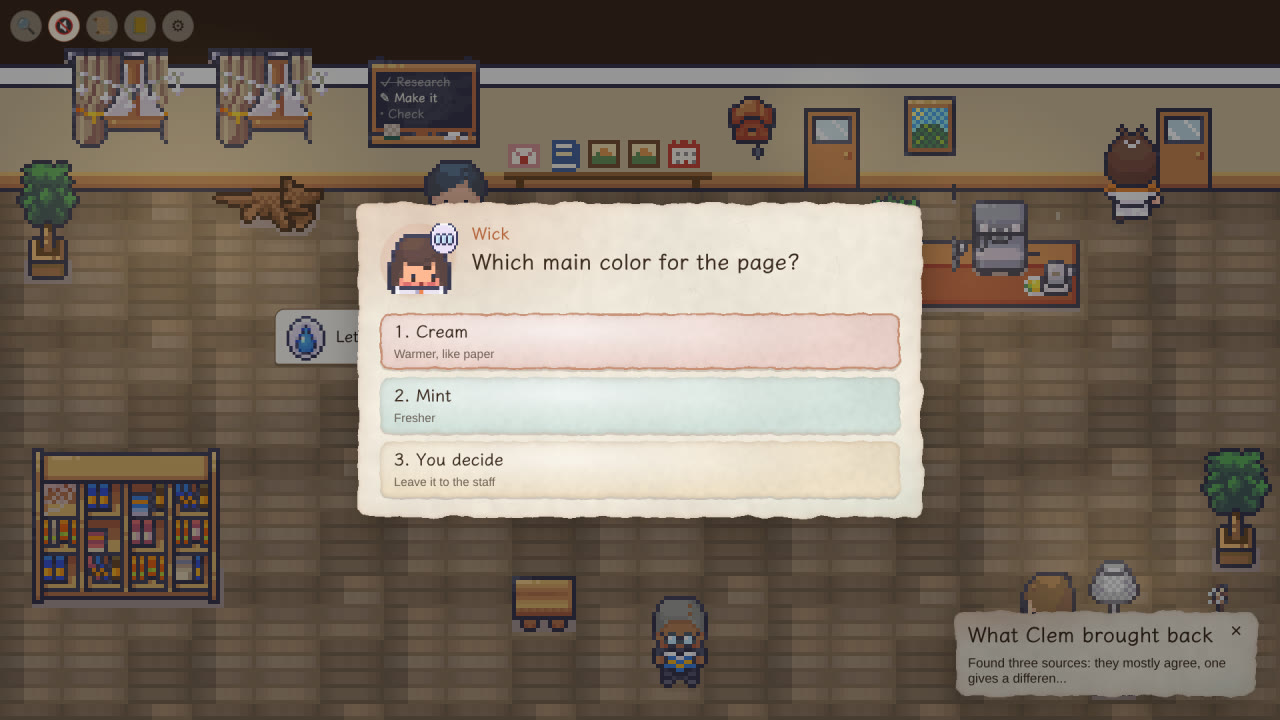 ✓ Research
✎ Make it
· Check
Wick
Which main color for the page?
1. Cream
Warmer, like paper
2. Mint
Fresher
3. You decide
Leave it to the staff
Let
What Clem brought back
Found three sources: they mostly agree, one
gives a differen...